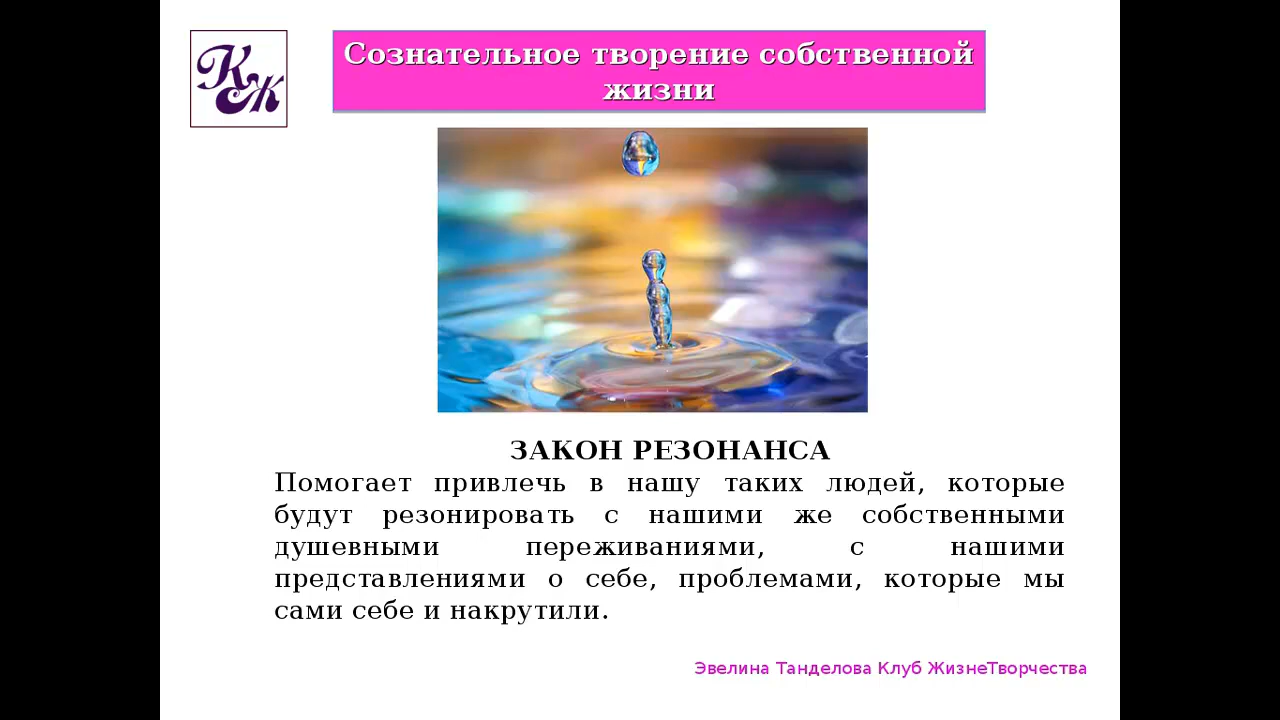 КЖ
Сознательное творение собственной
жизни
ЗАКОН РЕЗОНАНСА
Помогает привлечь в нашу таких людей, которые
будут резонировать с нашими же собственными
душевными переживаниями, с нашими
представлениями о себе, проблемами, которые мы
сами себе и накрутили.
Эвелина Танделова Клуб ЖизнеТворчества